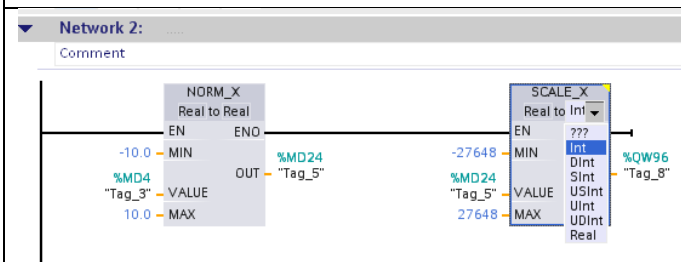 Network 2: .....
Comment
NORM_X
Real to Real
EN ENO
-10.0 MIN
%MD24
OUT "Tag_5"
%MD4
"Tag_3" VALUE
10.0 MAX
SCALE_X
Real to Int
EN
-27648 MIN
%MD24
"Tag_5" VALUE
27648 MAX
???
Int
DInt
SInt
USInt
UInt
UDInt
Real
%QW96
"Tag_8"